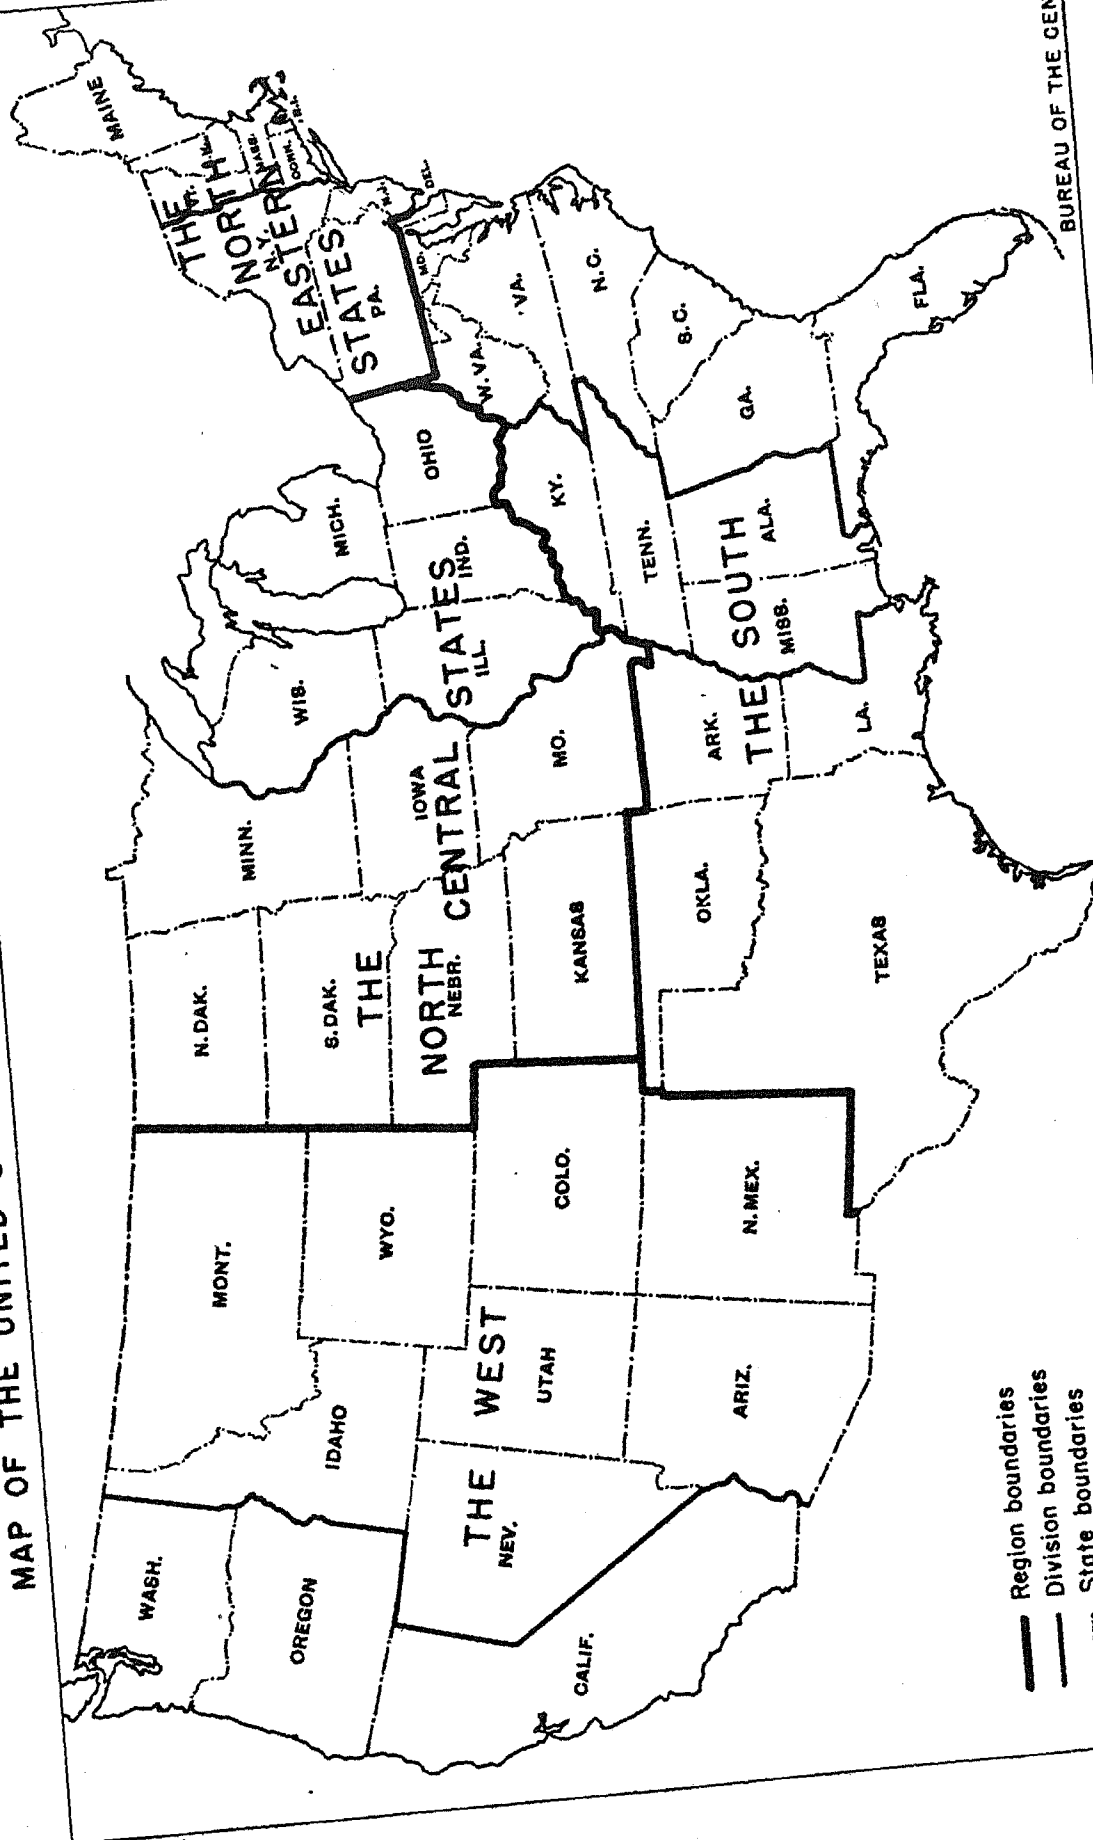 MAP OF THE UNITED
WASH.
OREGON
CALIF.
THE WEST
NEV.
IDAHO
MONT.
WYO.
UTAH
COLO.
ARIZ.
N. MEX.
THE
NORTH CENTRAL STATES
N. DAK.
S. DAK.
NEBR.
KANSAS
MINN.
IOWA
MO.
WIS.
ILL.
MICH.
IND.
OHIO
THE SOUTH
TEXAS
OKLA.
ARK.
LA.
MISS.
ALA.
TENN.
KY.
GA.
FLA.
S.C.
N.C.
VA.
W. VA.
MD.
DEL.
THE
NORTH
EASTERN
STATES
PA.
N.Y.
N.J.
CONN.
R.I.
MASS.
VT.
MAINE
Region boundaries
Division boundaries
State boundaries
BUREAU OF THE CEN